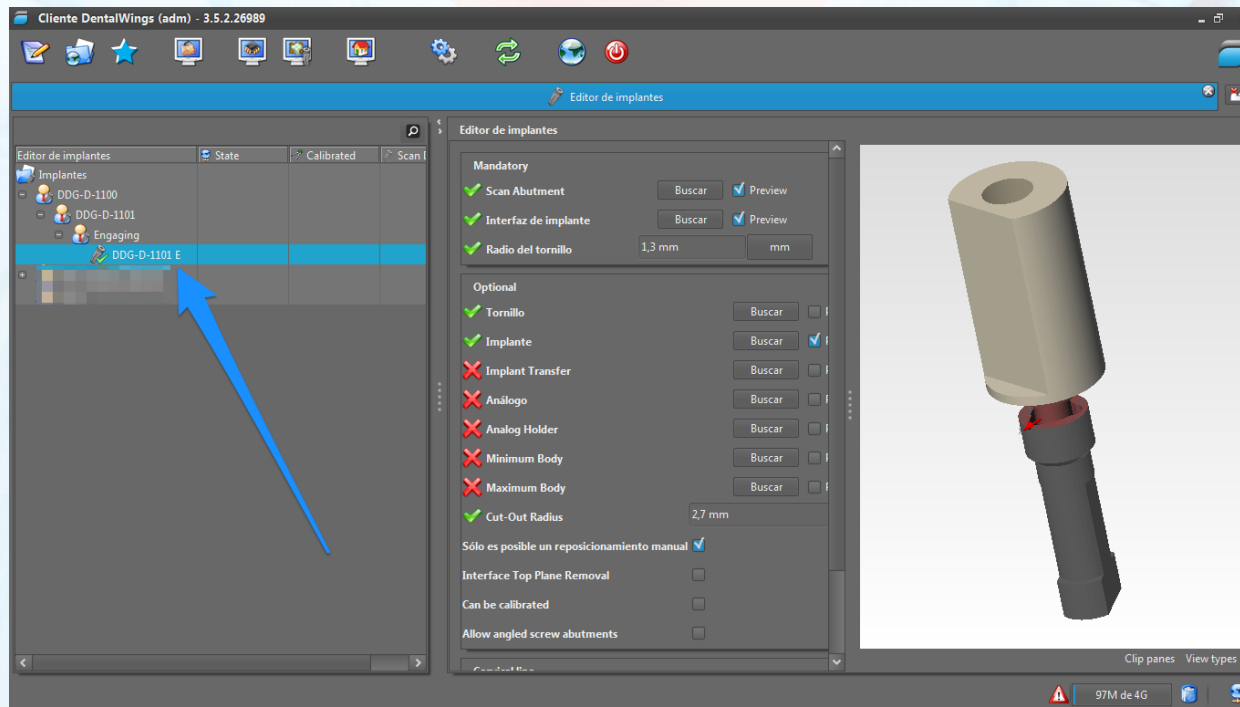 Cliente DentalWings (adm) - 3.5.2.26989
Editor de implantes
Editor de implantes State Calibrated Scan
Implantes
DDG-D-1100
DDG-D-1101
Engaging
DDG-D-1101 E
Editor de implantes
Mandatory
Scan Abutment Buscar Preview
Interfaz de implante Buscar Preview
Radio del tornillo 1,3 mm mm
Optional
Tornillo Buscar
Implante Buscar
Implant Transfer Buscar
Análogo Buscar
Analog Holder Buscar
Minimum Body Buscar
Maximum Body Buscar
Cut-Out Radius 2,7 mm
Sólo es posible un reposicionamiento manual
Interface Top Plane Removal
Can be calibrated
Allow angled screw abutments
Clip panes View types
97M de 4G